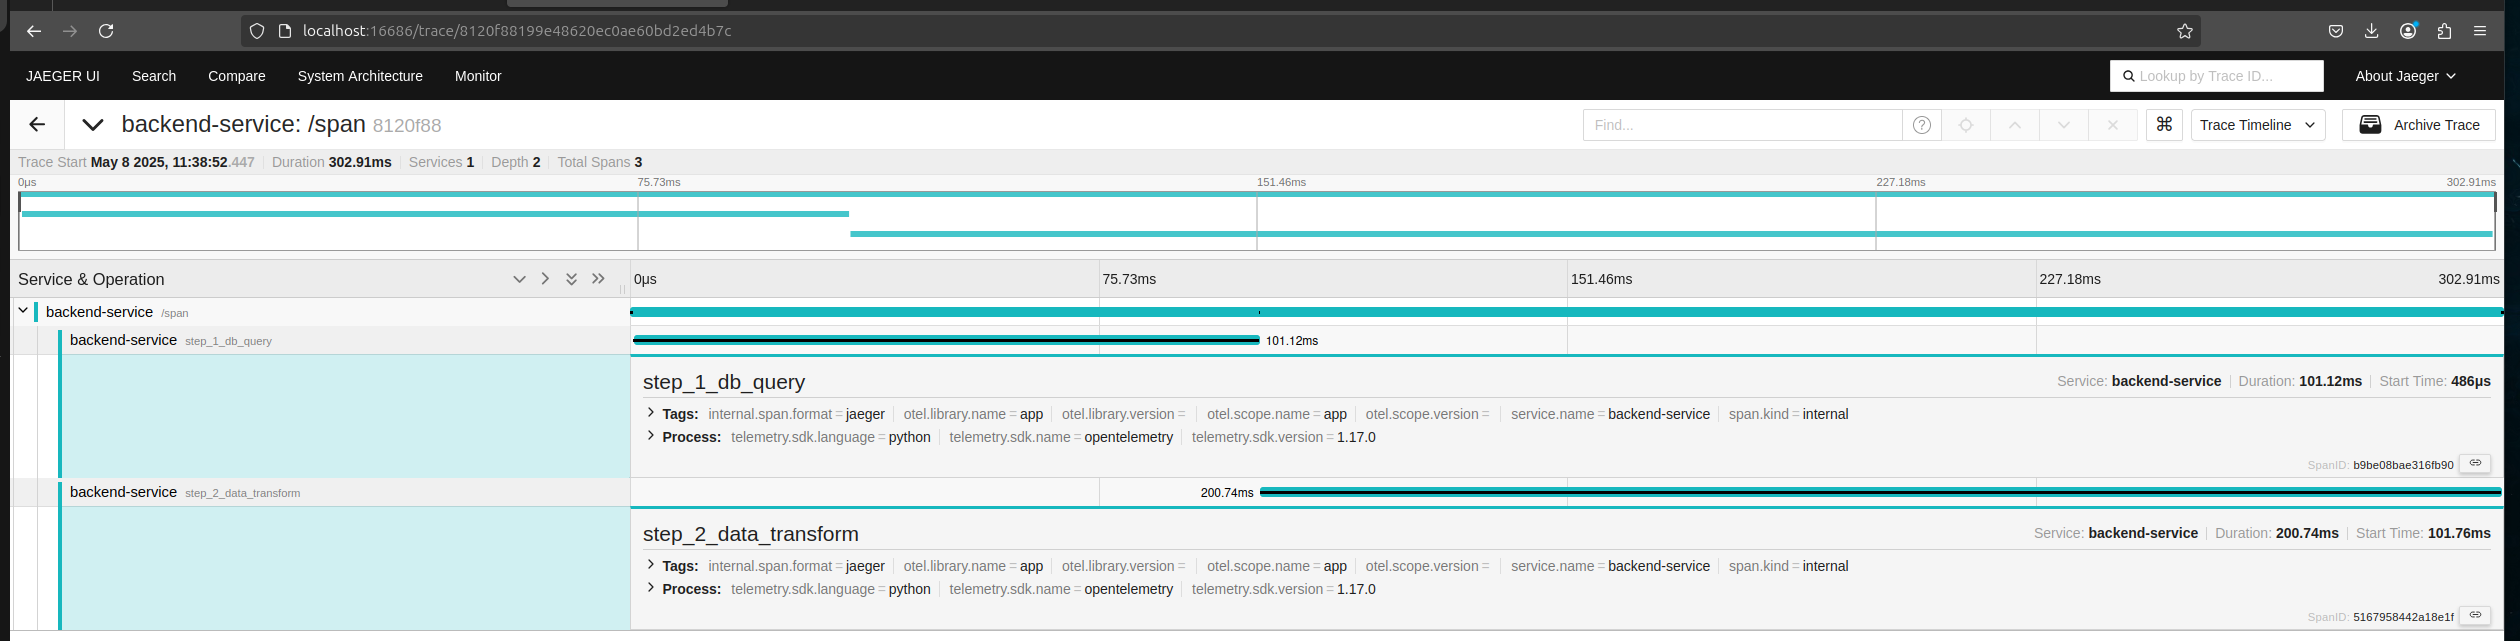 localhost:16686/trace/8120f88199e48620ec0ae60bd2ed4b7c
JAEGER UI Search Compare System Architecture Monitor Lookup by Trace ID... About Jaeger
backend-service: /span 8120f88 Find... ? ⌘ Trace Timeline Archive Trace
Trace Start May 8 2025, 11:38:52.447 Duration 302.91ms Services 1 Depth 2 Total Spans 3
0μs 75.73ms 151.46ms 227.18ms 302.91ms
Service & Operation 0μs 75.73ms 151.46ms 227.18ms 302.91ms
backend-service /span
backend-service step_1_db_query 101.12ms
step_1_db_query Service: backend-service Duration: 101.12ms Start Time: 486μs
Tags: internal.span.format = jaeger otel.library.name = app otel.library.version = otel.scope.name = app otel.scope.version = service.name = backend-service span.kind = internal
Process: telemetry.sdk.language = python telemetry.sdk.name = opentelemetry telemetry.sdk.version = 1.17.0
SpanID: b9be08bae316fb90
backend-service step_2_data_transform 200.74ms
step_2_data_transform Service: backend-service Duration: 200.74ms Start Time: 101.76ms
Tags: internal.span.format = jaeger otel.library.name = app otel.library.version = otel.scope.name = app otel.scope.version = service.name = backend-service span.kind = internal
Process: telemetry.sdk.language = python telemetry.sdk.name = opentelemetry telemetry.sdk.version = 1.17.0
SpanID: 5167958442a18e1f